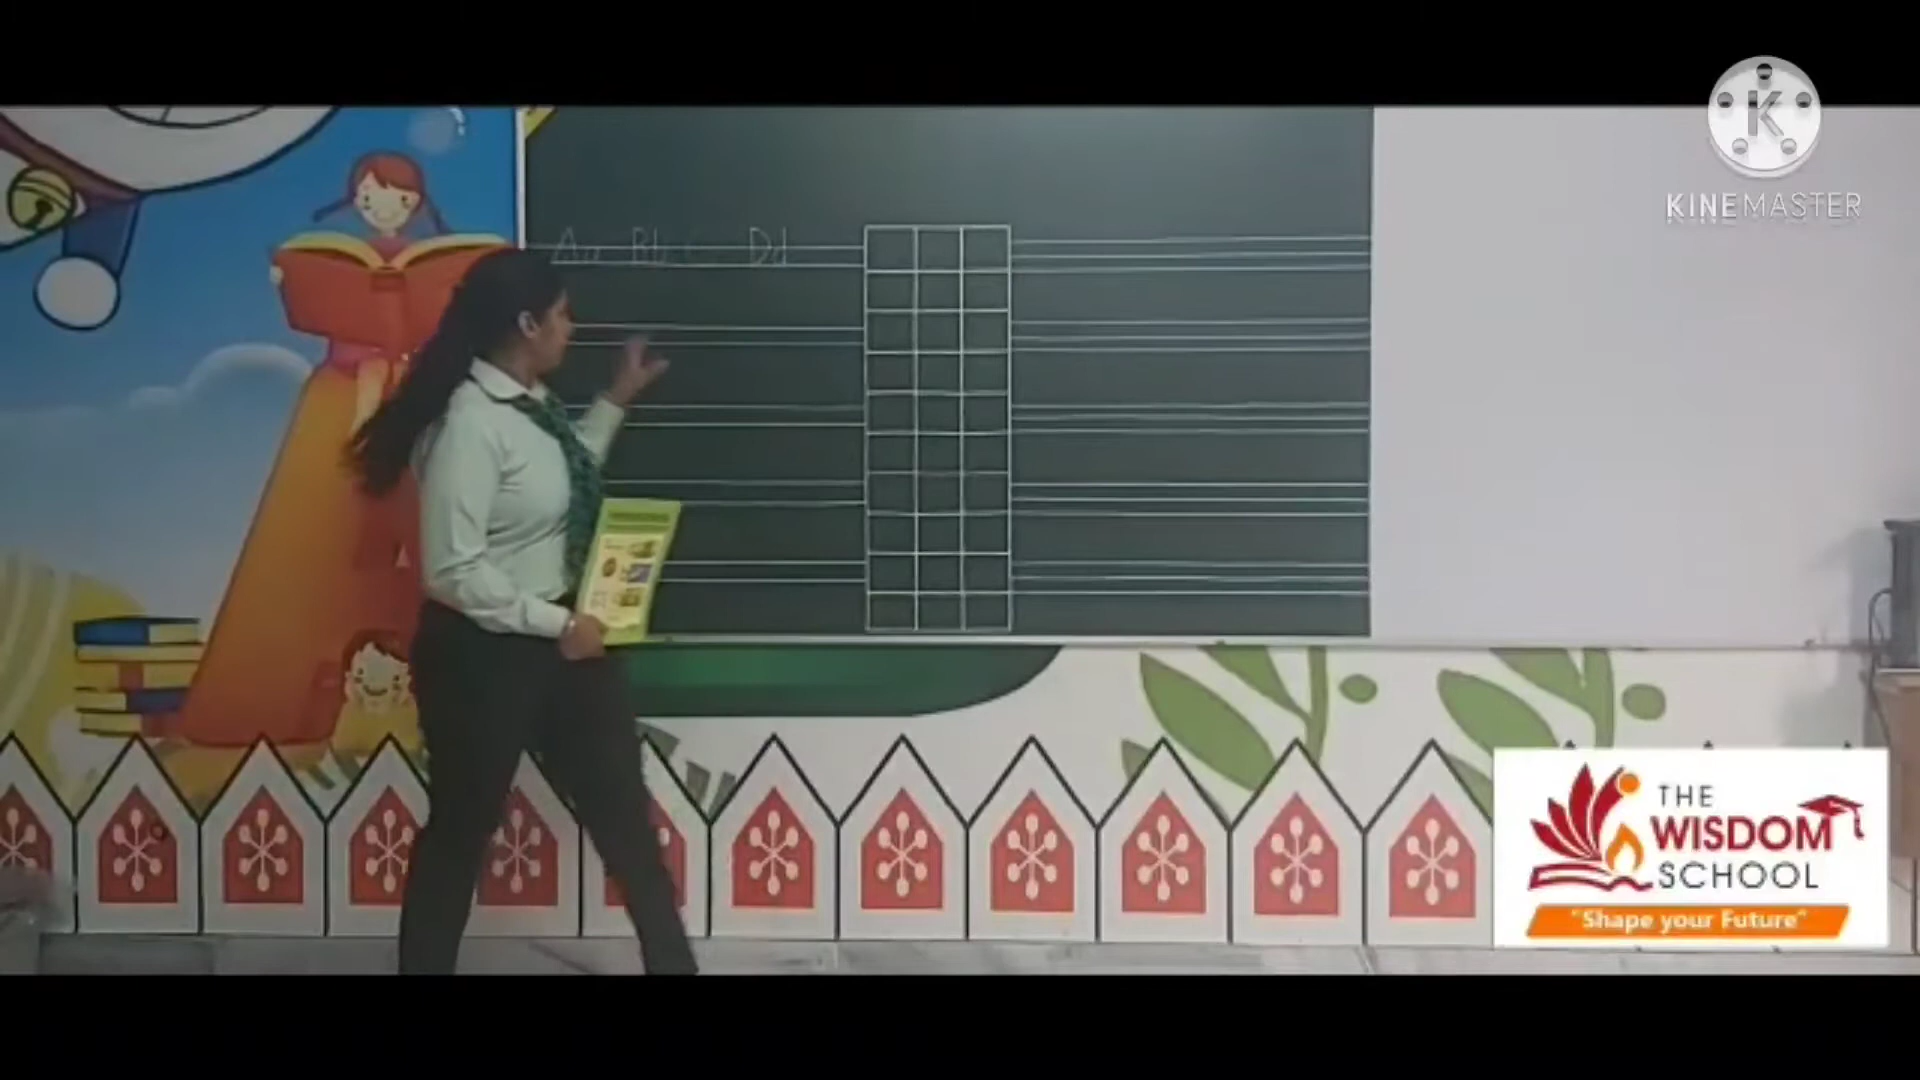 KINEMASTER
Aa Bb C Dd
THE
WISDOM
SCHOOL
"Shape your Future"